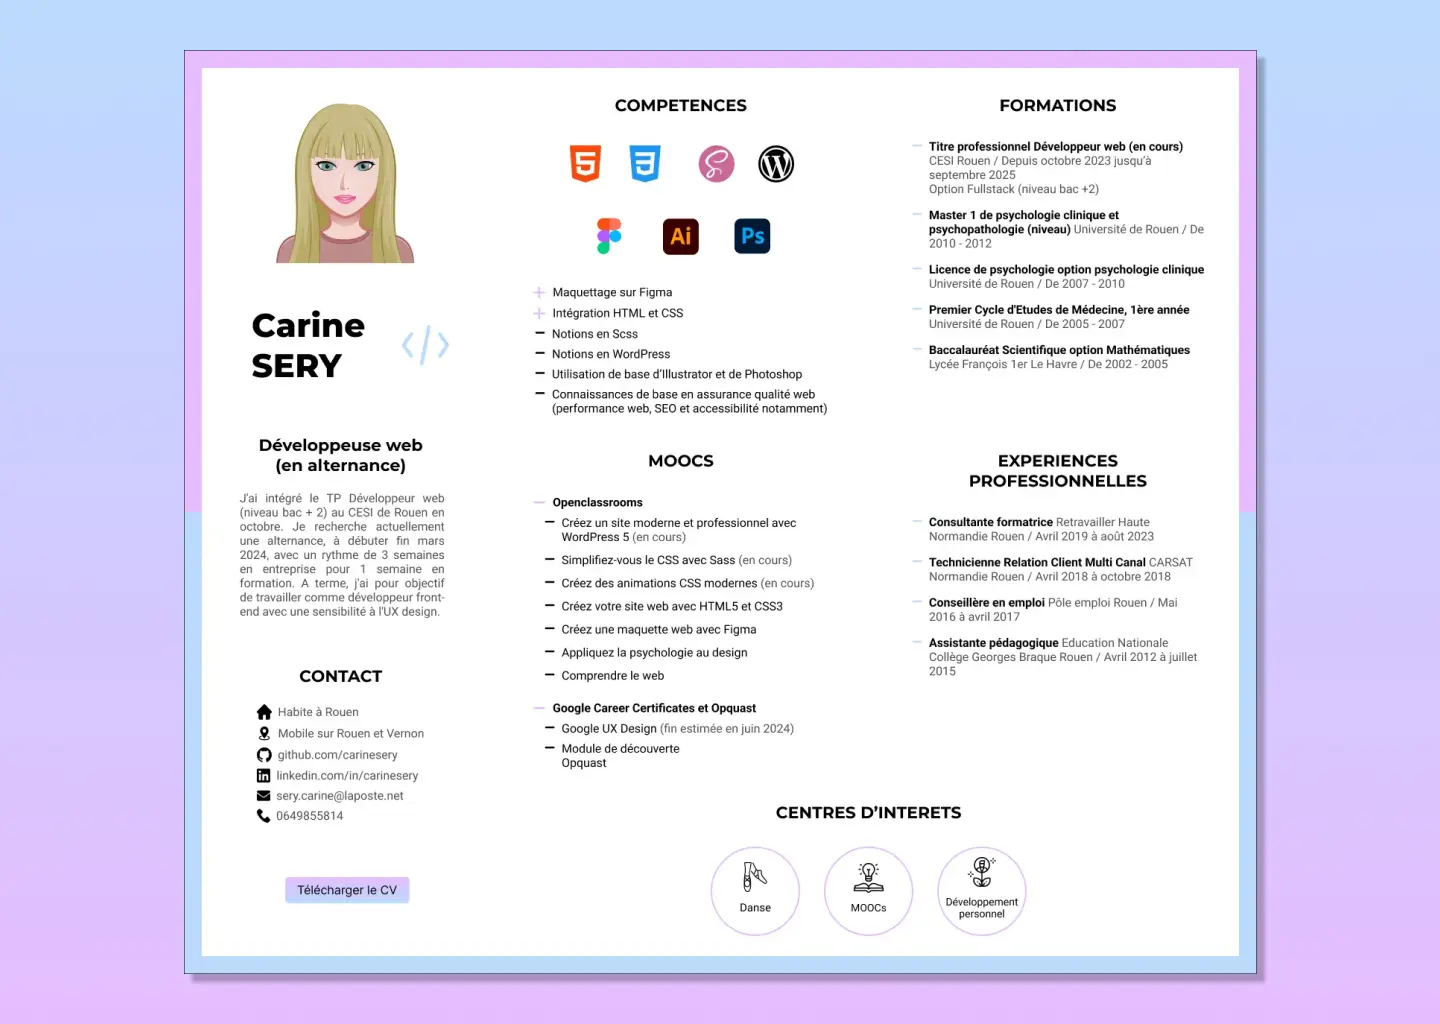 Carine
SERY
Développeuse web
(en alternance)
J'ai intégré le TP Développeur web
(niveau bac + 2) au CESI de Rouen en
octobre. Je recherche actuellement
une alternance, à débuter fin mars
2024, avec un rythme de 3 semaines
en entreprise pour 1 semaine en
formation. A terme, j'ai pour objectif
de travailler comme développeur front-
end avec une sensibilité à l'UX design.
CONTACT
Habite à Rouen
Mobile sur Rouen et Vernon
github.com/carinesery
linkedin.com/in/carinesery
sery.carine@laposte.net
0649855814
Télécharger le CV
COMPETENCES
5 3 S W
Ai Ps
Maquettage sur Figma
Intégration HTML et CSS
Notions en Scss
Notions en WordPress
Utilisation de base d’Illustrator et de Photoshop
Connaissances de base en assurance qualité web
(performance web, SEO et accessibilité notamment)
MOOCS
Openclassrooms
Créez un site moderne et professionnel avec
WordPress 5 (en cours)
Simplifiez-vous le CSS avec Sass (en cours)
Créez des animations CSS modernes (en cours)
Créez votre site web avec HTML5 et CSS3
Créez une maquette web avec Figma
Appliquez la psychologie au design
Comprendre le web
Google Career Certificates et Opquast
Google UX Design (fin estimée en juin 2024)
Module de découverte
Opquast
FORMATIONS
Titre professionnel Développeur web (en cours)
CESI Rouen / Depuis octobre 2023 jusqu’à
septembre 2025
Option Fullstack (niveau bac +2)
Master 1 de psychologie clinique et
psychopathologie (niveau) Université de Rouen / De
2010 - 2012
Licence de psychologie option psychologie clinique
Université de Rouen / De 2007 - 2010
Premier Cycle d'Etudes de Médecine, 1ère année
Université de Rouen / De 2005 - 2007
Baccalauréat Scientifique option Mathématiques
Lycée François 1er Le Havre / De 2002 - 2005
EXPERIENCES
PROFESSIONNELLES
Consultante formatrice Retravailler Haute
Normandie Rouen / Avril 2019 à août 2023
Technicienne Relation Client Multi Canal CARSAT
Normandie Rouen / Avril 2018 à octobre 2018
Conseillère en emploi Pôle emploi Rouen / Mai
2016 à avril 2017
Assistante pédagogique Education Nationale
Collège Georges Braque Rouen / Avril 2012 à juillet
2015
CENTRES D’INTERETS
Danse
MOOCs
Développement
personnel